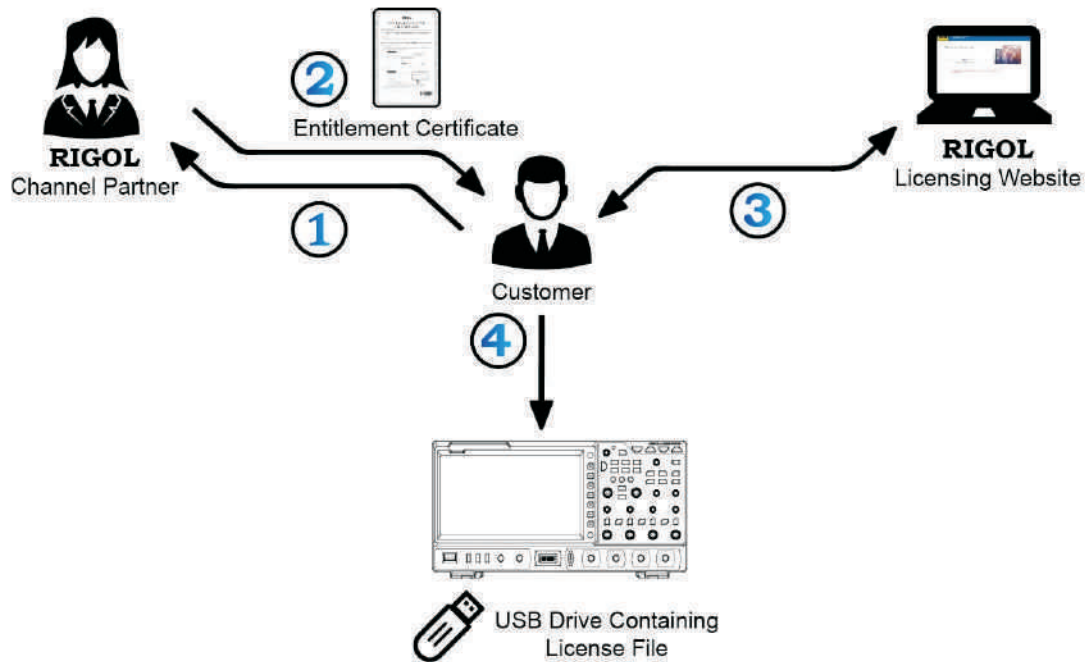 2
Entitlement Certificate
RIGOL
Channel Partner
1
RIGOL
Licensing Website
3
Customer
4
USB Drive Containing
License File